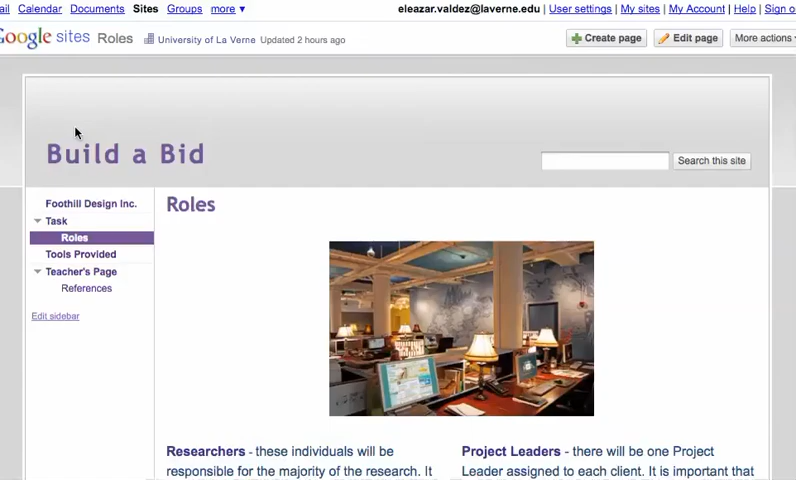 Calendar Documents Sites Groups more ▼ eleazar.valdez@laverne.edu | User settings | My sites | My Account | Help | Sign
Google sites Roles University of La Verne Updated 2 hours ago Create page Edit page More actions
Build a Bid
Search this site
Foothill Design Inc.
Task
Roles
Tools Provided
Teacher's Page
References
Edit sidebar
Roles
Researchers - these individuals will be
responsible for the majority of the research. It
Project Leaders - there will be one Project
Leader assigned to each client. It is important that